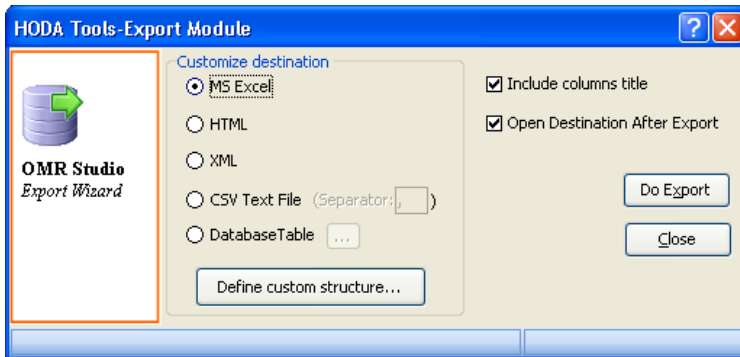 HODA Tools-Export Module
OMR Studio
Export Wizard
Customize destination
MS Excel
HTML
XML
CSV Text File (Separator: , )
DatabaseTable ...
Define custom structure...
Include columns title
Open Destination After Export
Do Export
Close